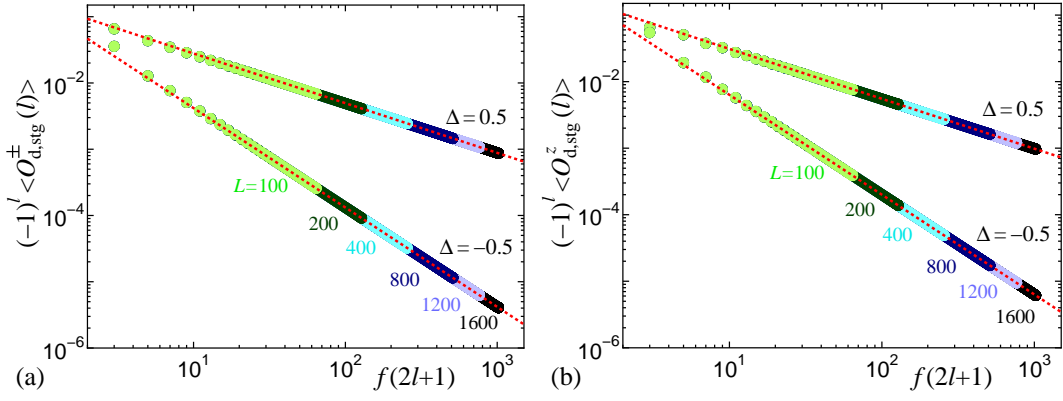 (−1)^l <O^±_{d,stg} (l)>
10^{−2}
10^{−4}
10^{−6}
Δ = 0.5
L=100
200
400
800
1200
1600
Δ = −0.5
10^1
10^2
10^3
(a)
f (2l+1)
(−1)^l <O^z_{d,stg} (l)>
10^{−2}
10^{−4}
10^{−6}
Δ = 0.5
L=100
200
400
800
1200
1600
Δ = −0.5
10^1
10^2
10^3
(b)
f (2l+1)